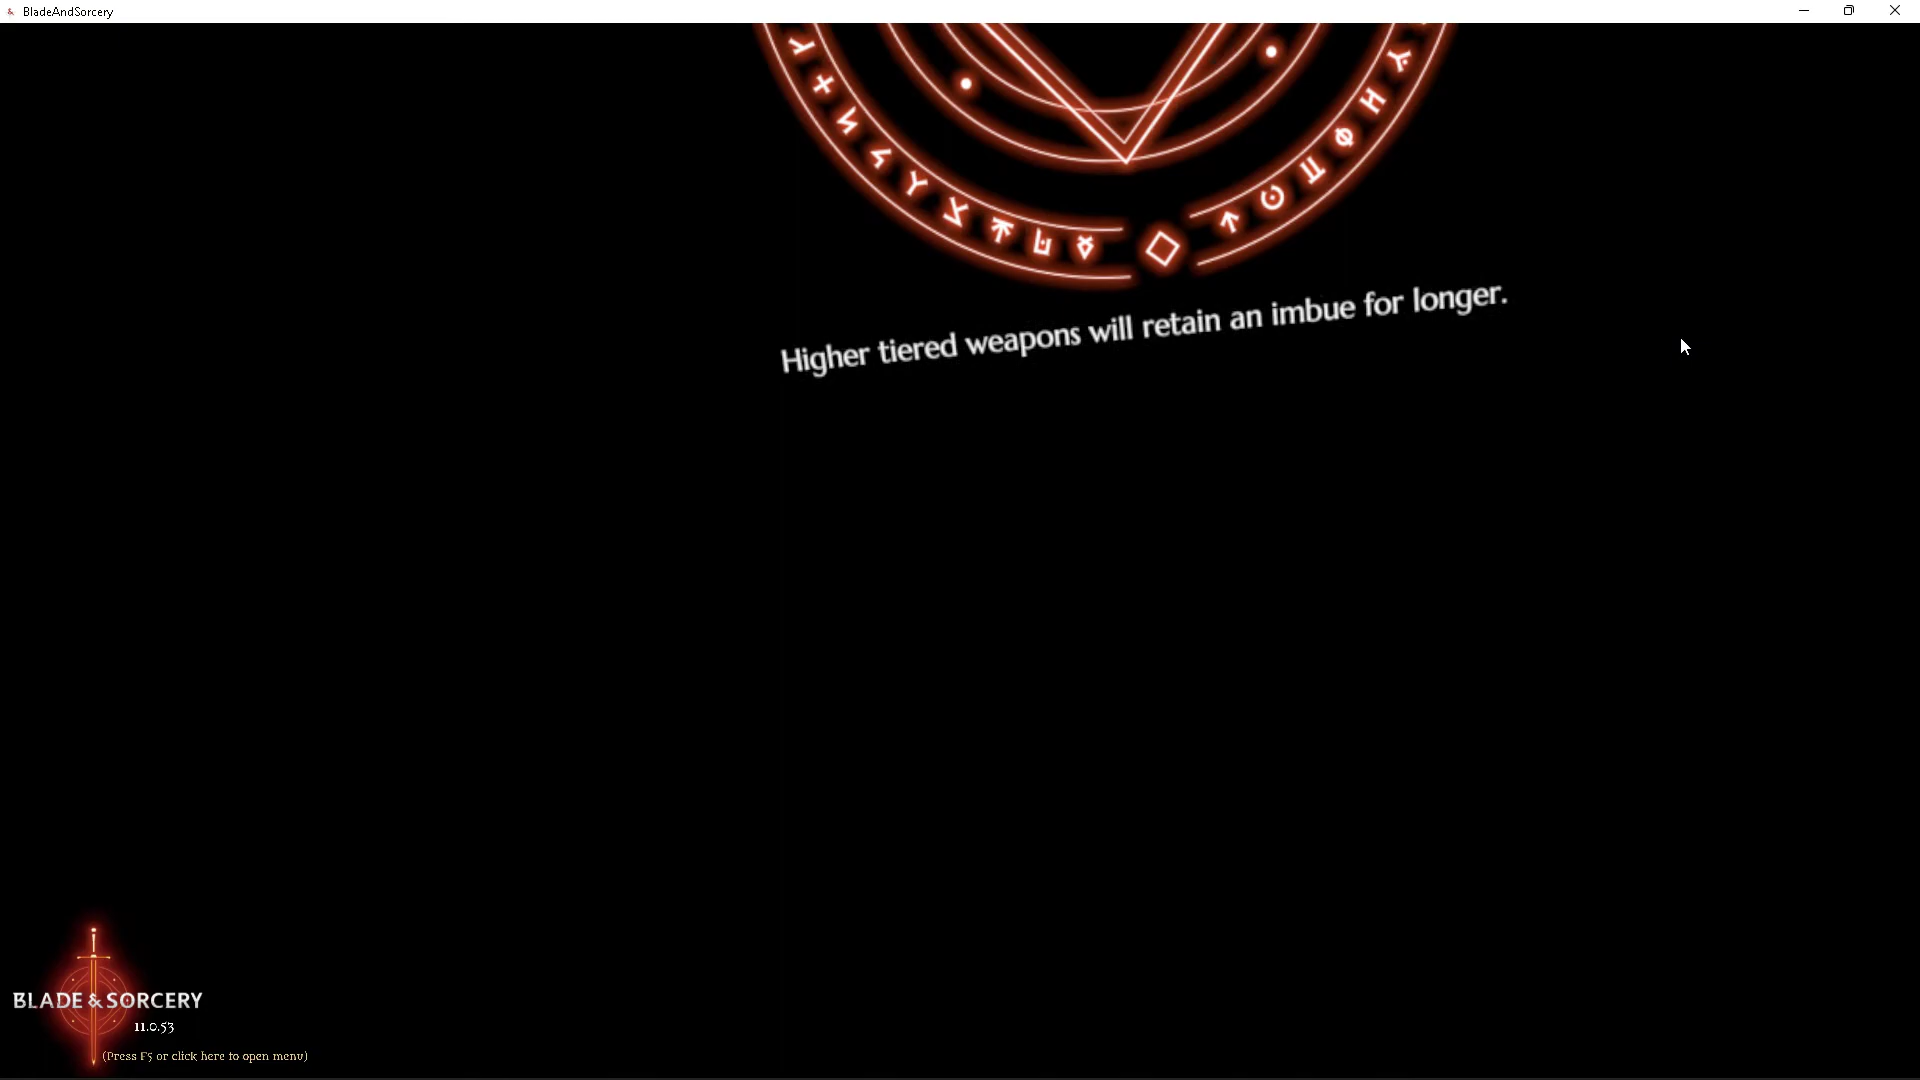 BladeAndSorcery
Higher tiered weapons will retain an imbue for longer.
BLADE & SORCERY
11.0.53
(Press F5 or click here to open menu)